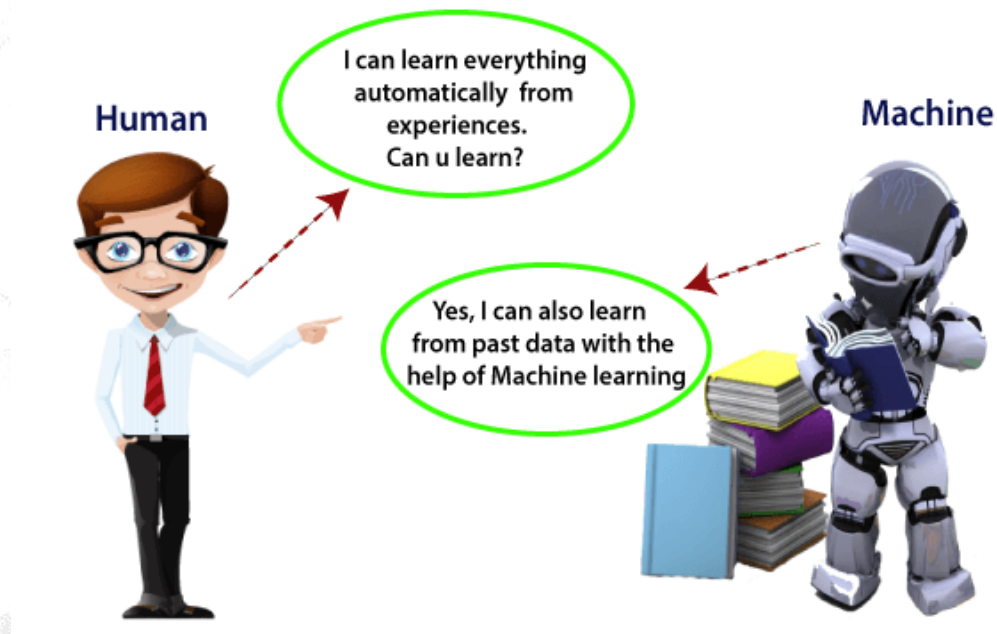 Human
I can learn everything
automatically from
experiences.
Can u learn?
Machine
Yes, I can also learn
from past data with the
help of Machine learning